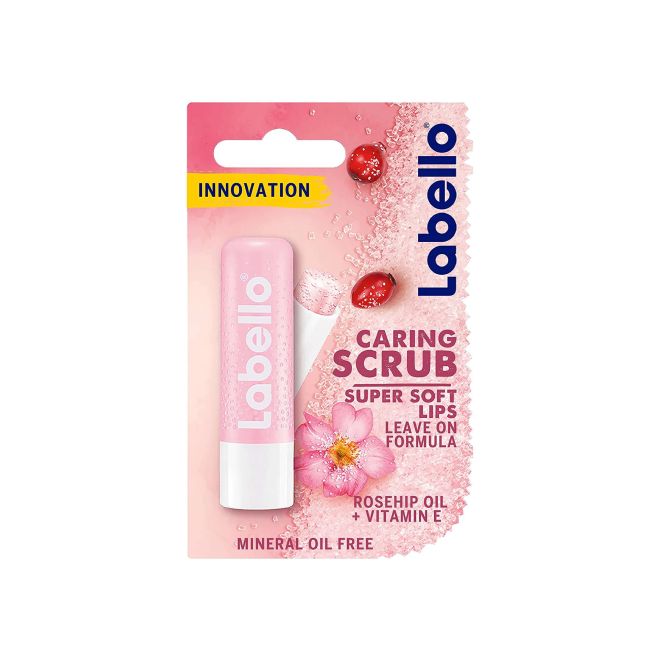 INNOVATION
Labello®
Labello®
CARING
SCRUB
SUPER SOFT
LIPS
LEAVE ON
FORMULA
ROSEHIP OIL
+ VITAMIN E
MINERAL OIL FREE